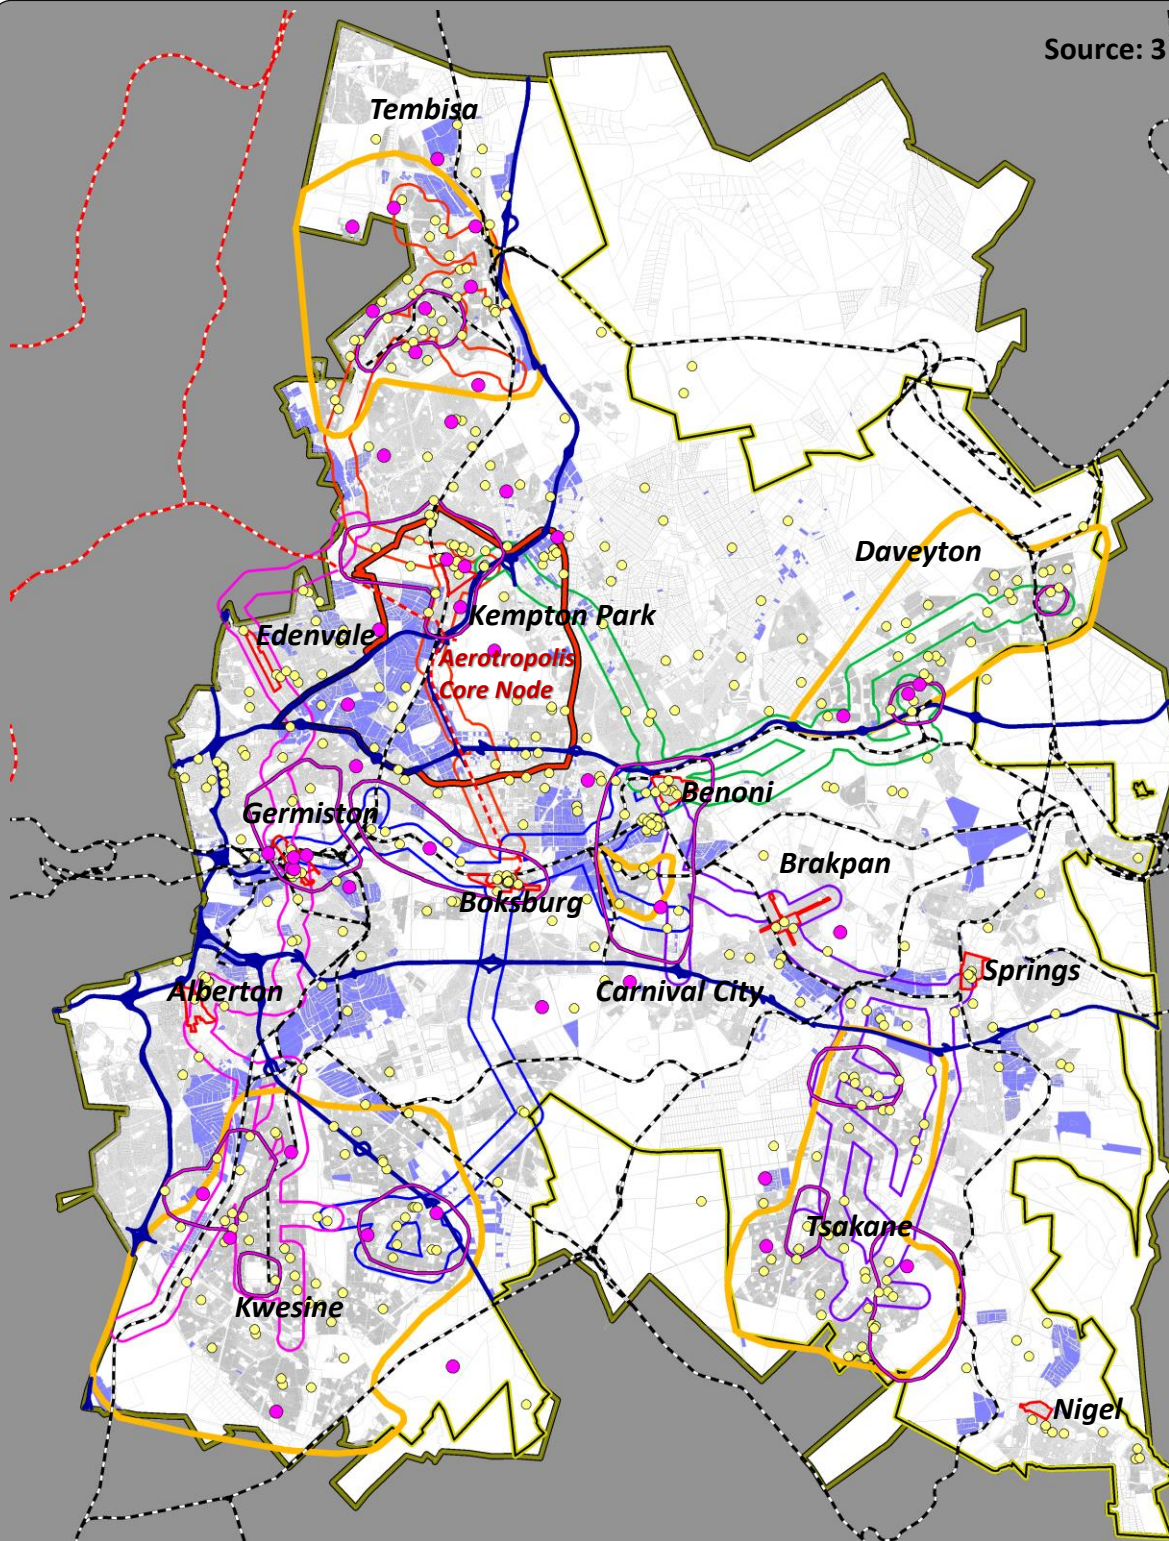 Source: 3
Tembisa
Daveyton
Kempton Park
Edenvale
Aerotropolis
Core Node
Benoni
Germiston
Brakpan
Boksburg
Springs
Alberton
Carnival City
Tsakane
Kwesine
Nigel